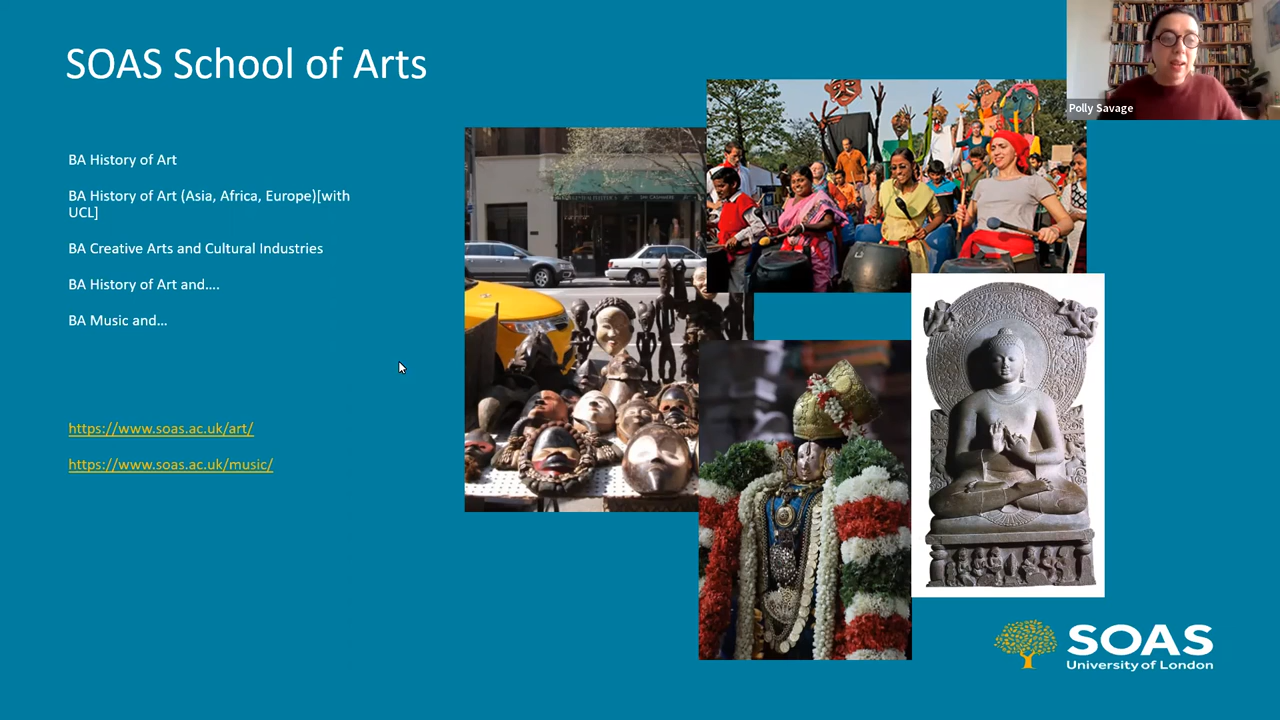 SOAS School of Arts
Polly Savage
BA History of Art
BA History of Art (Asia, Africa, Europe)[with
UCL]
BA Creative Arts and Cultural Industries
BA History of Art and....
BA Music and...
https://www.soas.ac.uk/art/
https://www.soas.ac.uk/music/
SOAS
University of London